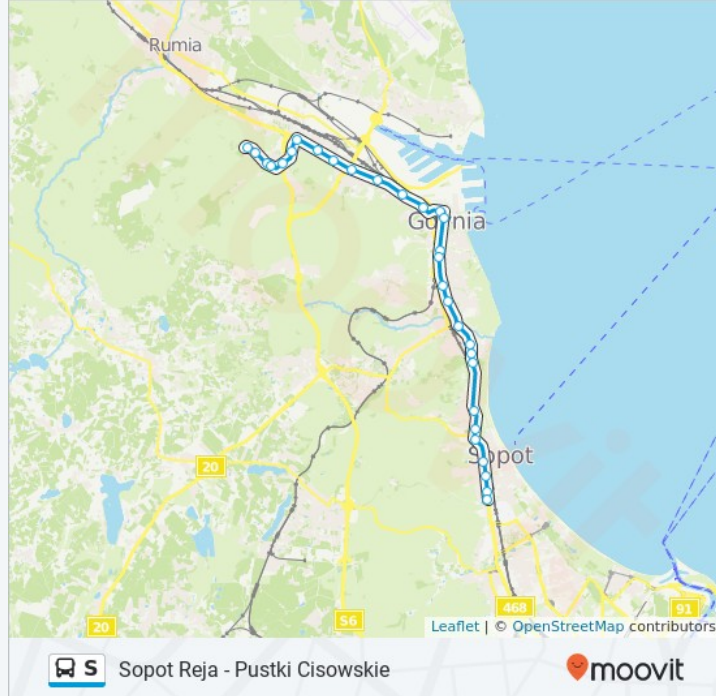 Rumia
Gdynia
Sopot
20
20
S6
468
91
Leaflet | © OpenStreetMap contributors
S Sopot Reja - Pustki Cisowskie
moovit